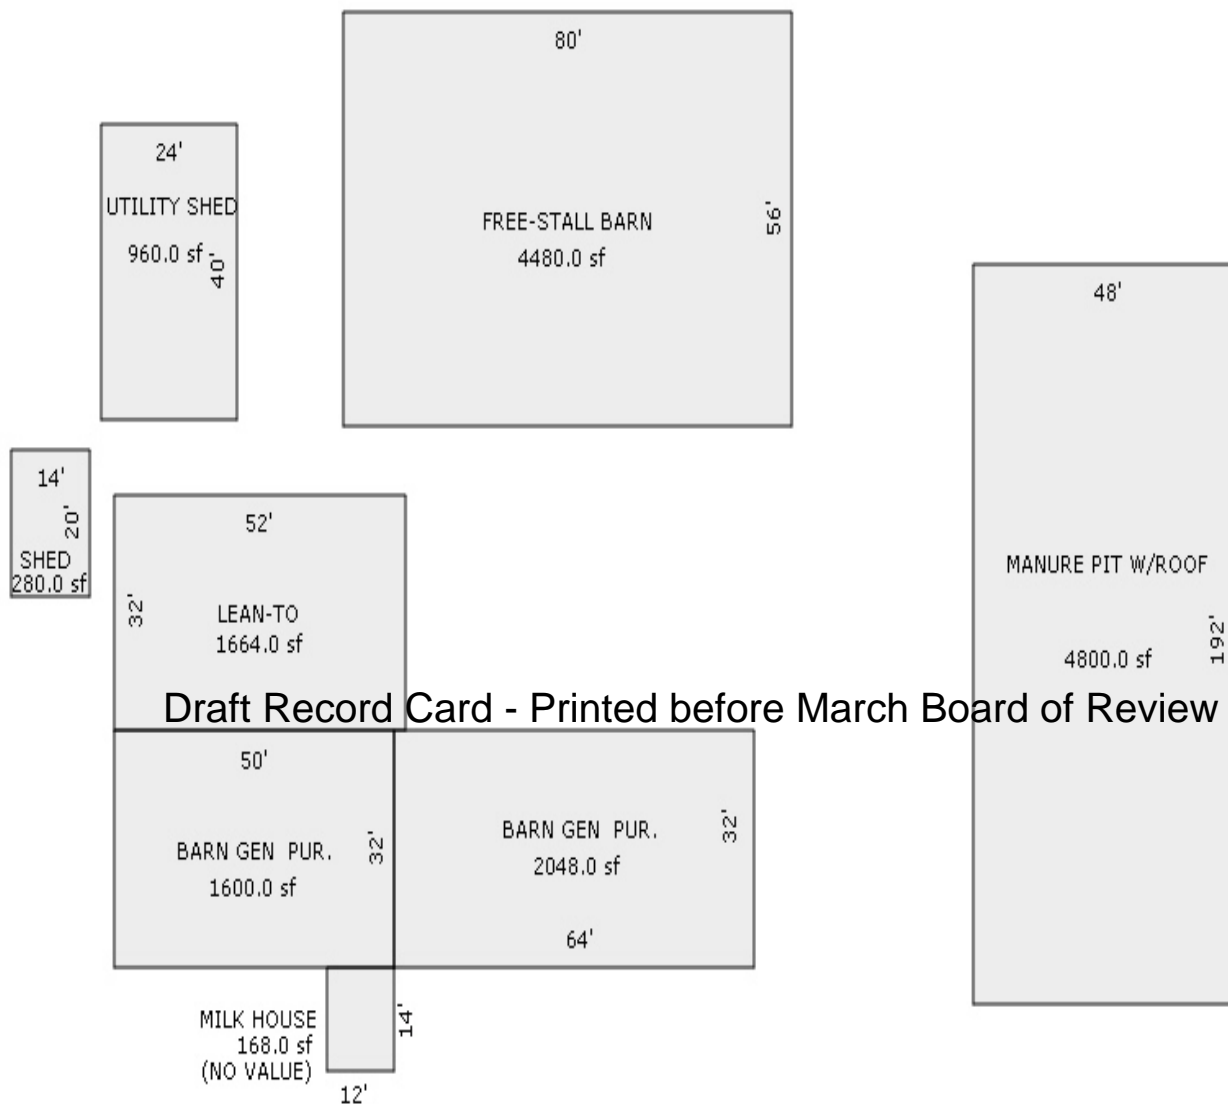 80'
24'
UTILITY SHED
960.0 sf
40'
FREE-STALL BARN
4480.0 sf
56'
48'
MANURE PIT W/ROOF
4800.0 sf
192'
14'
20'
SHED
280.0 sf
52'
32'
LEAN-TO
1664.0 sf
Draft Record Card - Printed before March Board of Review
50'
BARN GEN PUR.
1600.0 sf
32'
BARN GEN PUR.
2048.0 sf
32'
64'
MILK HOUSE
168.0 sf
(NO VALUE)
14'
12'